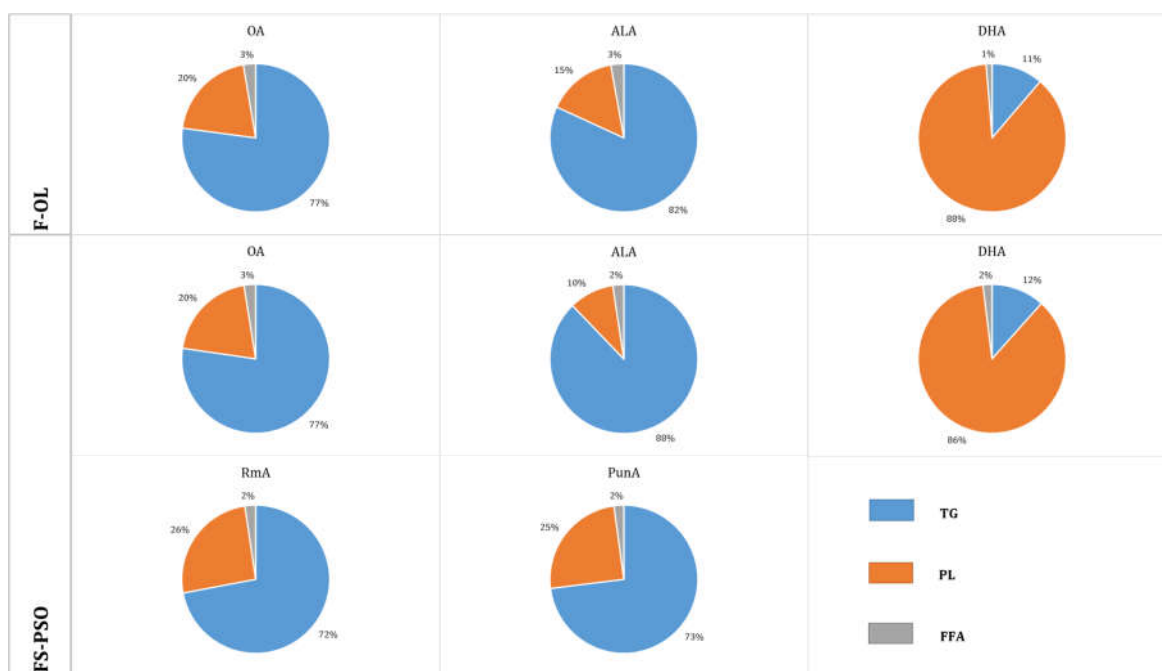 F-OL
OA
3%
20%
77%
ALA
3%
15%
82%
DHA
1%
11%
88%
FS-PSO
OA
3%
20%
77%
ALA
2%
10%
88%
DHA
2%
12%
86%
RmA
2%
26%
72%
PunA
2%
25%
73%
TG
PL
FFA